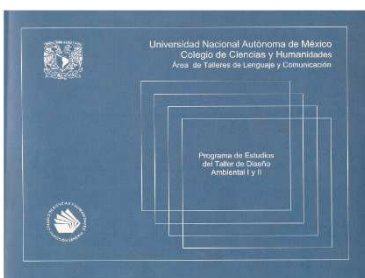 Universidad Nacional Autónoma de México
Colegio de Ciencias y Humanidades
Área de Talleres de Lenguaje y Comunicación
Programa de Estudios
del Taller de Diseño
Ambiental I y II